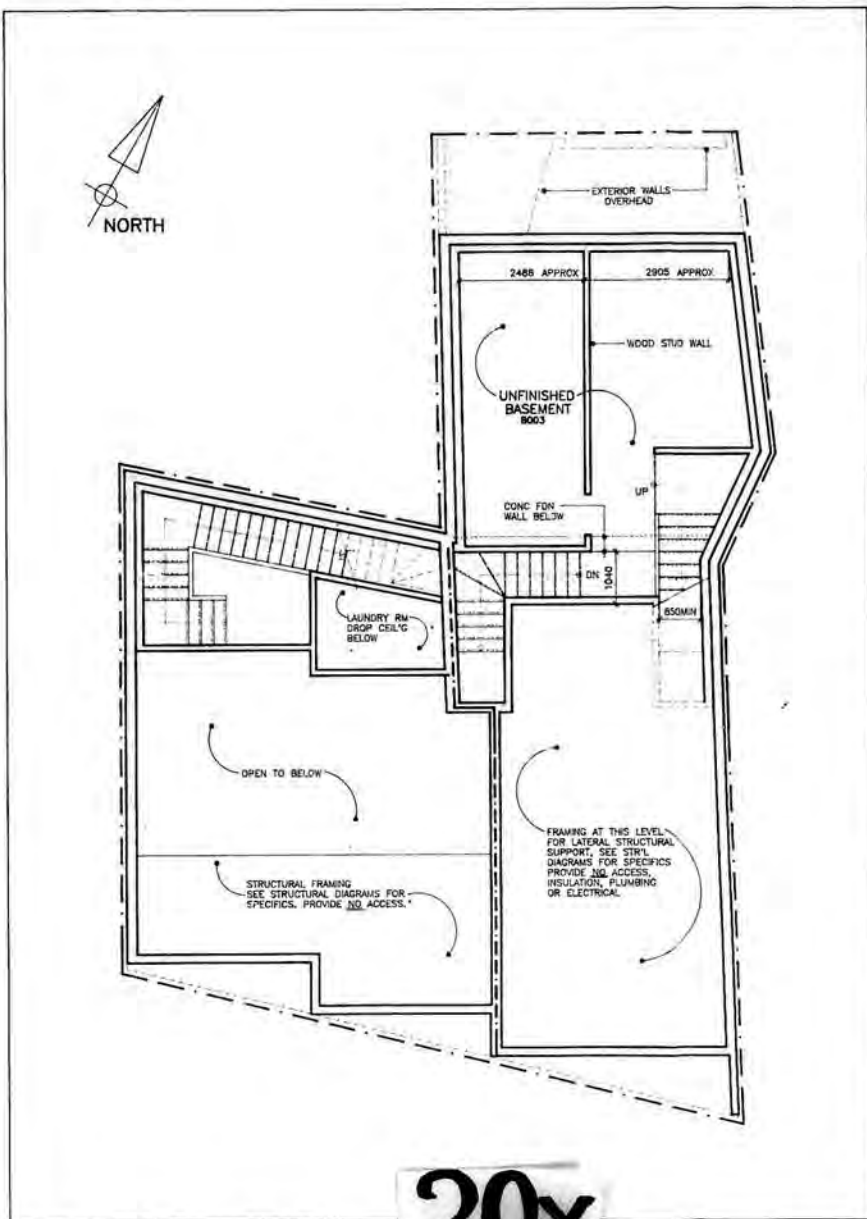 NORTH
EXTERIOR WALLS
OVERHEAD
2488 APPROX
2905 APPROX
WOOD STUD WALL
UNFINISHED
BASEMENT
8003
UP
CONC FDN
WALL BELOW
DN
1040
850MIN
LAUNDRY RM
DROP CEIL'G
BELOW
OPEN TO BELOW
FRAMING AT THIS LEVEL
FOR LATERAL STRUCTURAL
SUPPORT, SEE STR'L
DIAGRAMS FOR SPECIFICS
PROVIDE NO ACCESS,
INSULATION, PLUMBING
OR ELECTRICAL
STRUCTURAL FRAMING
SEE STRUCTURAL DIAGRAMS FOR
SPECIFICS. PROVIDE NO ACCESS.
20x